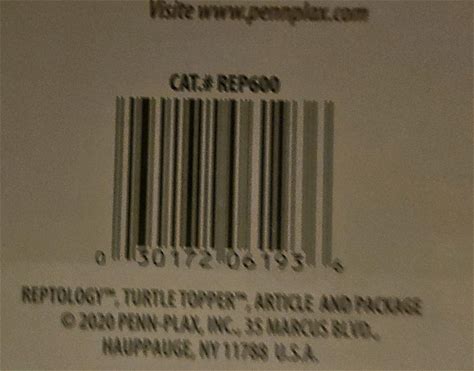 Visite www.pennplax.com
CAT.# REP600
0 30172 06193 6
REPTOLOGY™, TURTLE TOPPER™, ARTICLE AND PACKAGE
© 2020 PENN-PLAX, INC., 35 MARCUS BLVD.,
HAUPPAUGE, NY 11788 U.S.A.